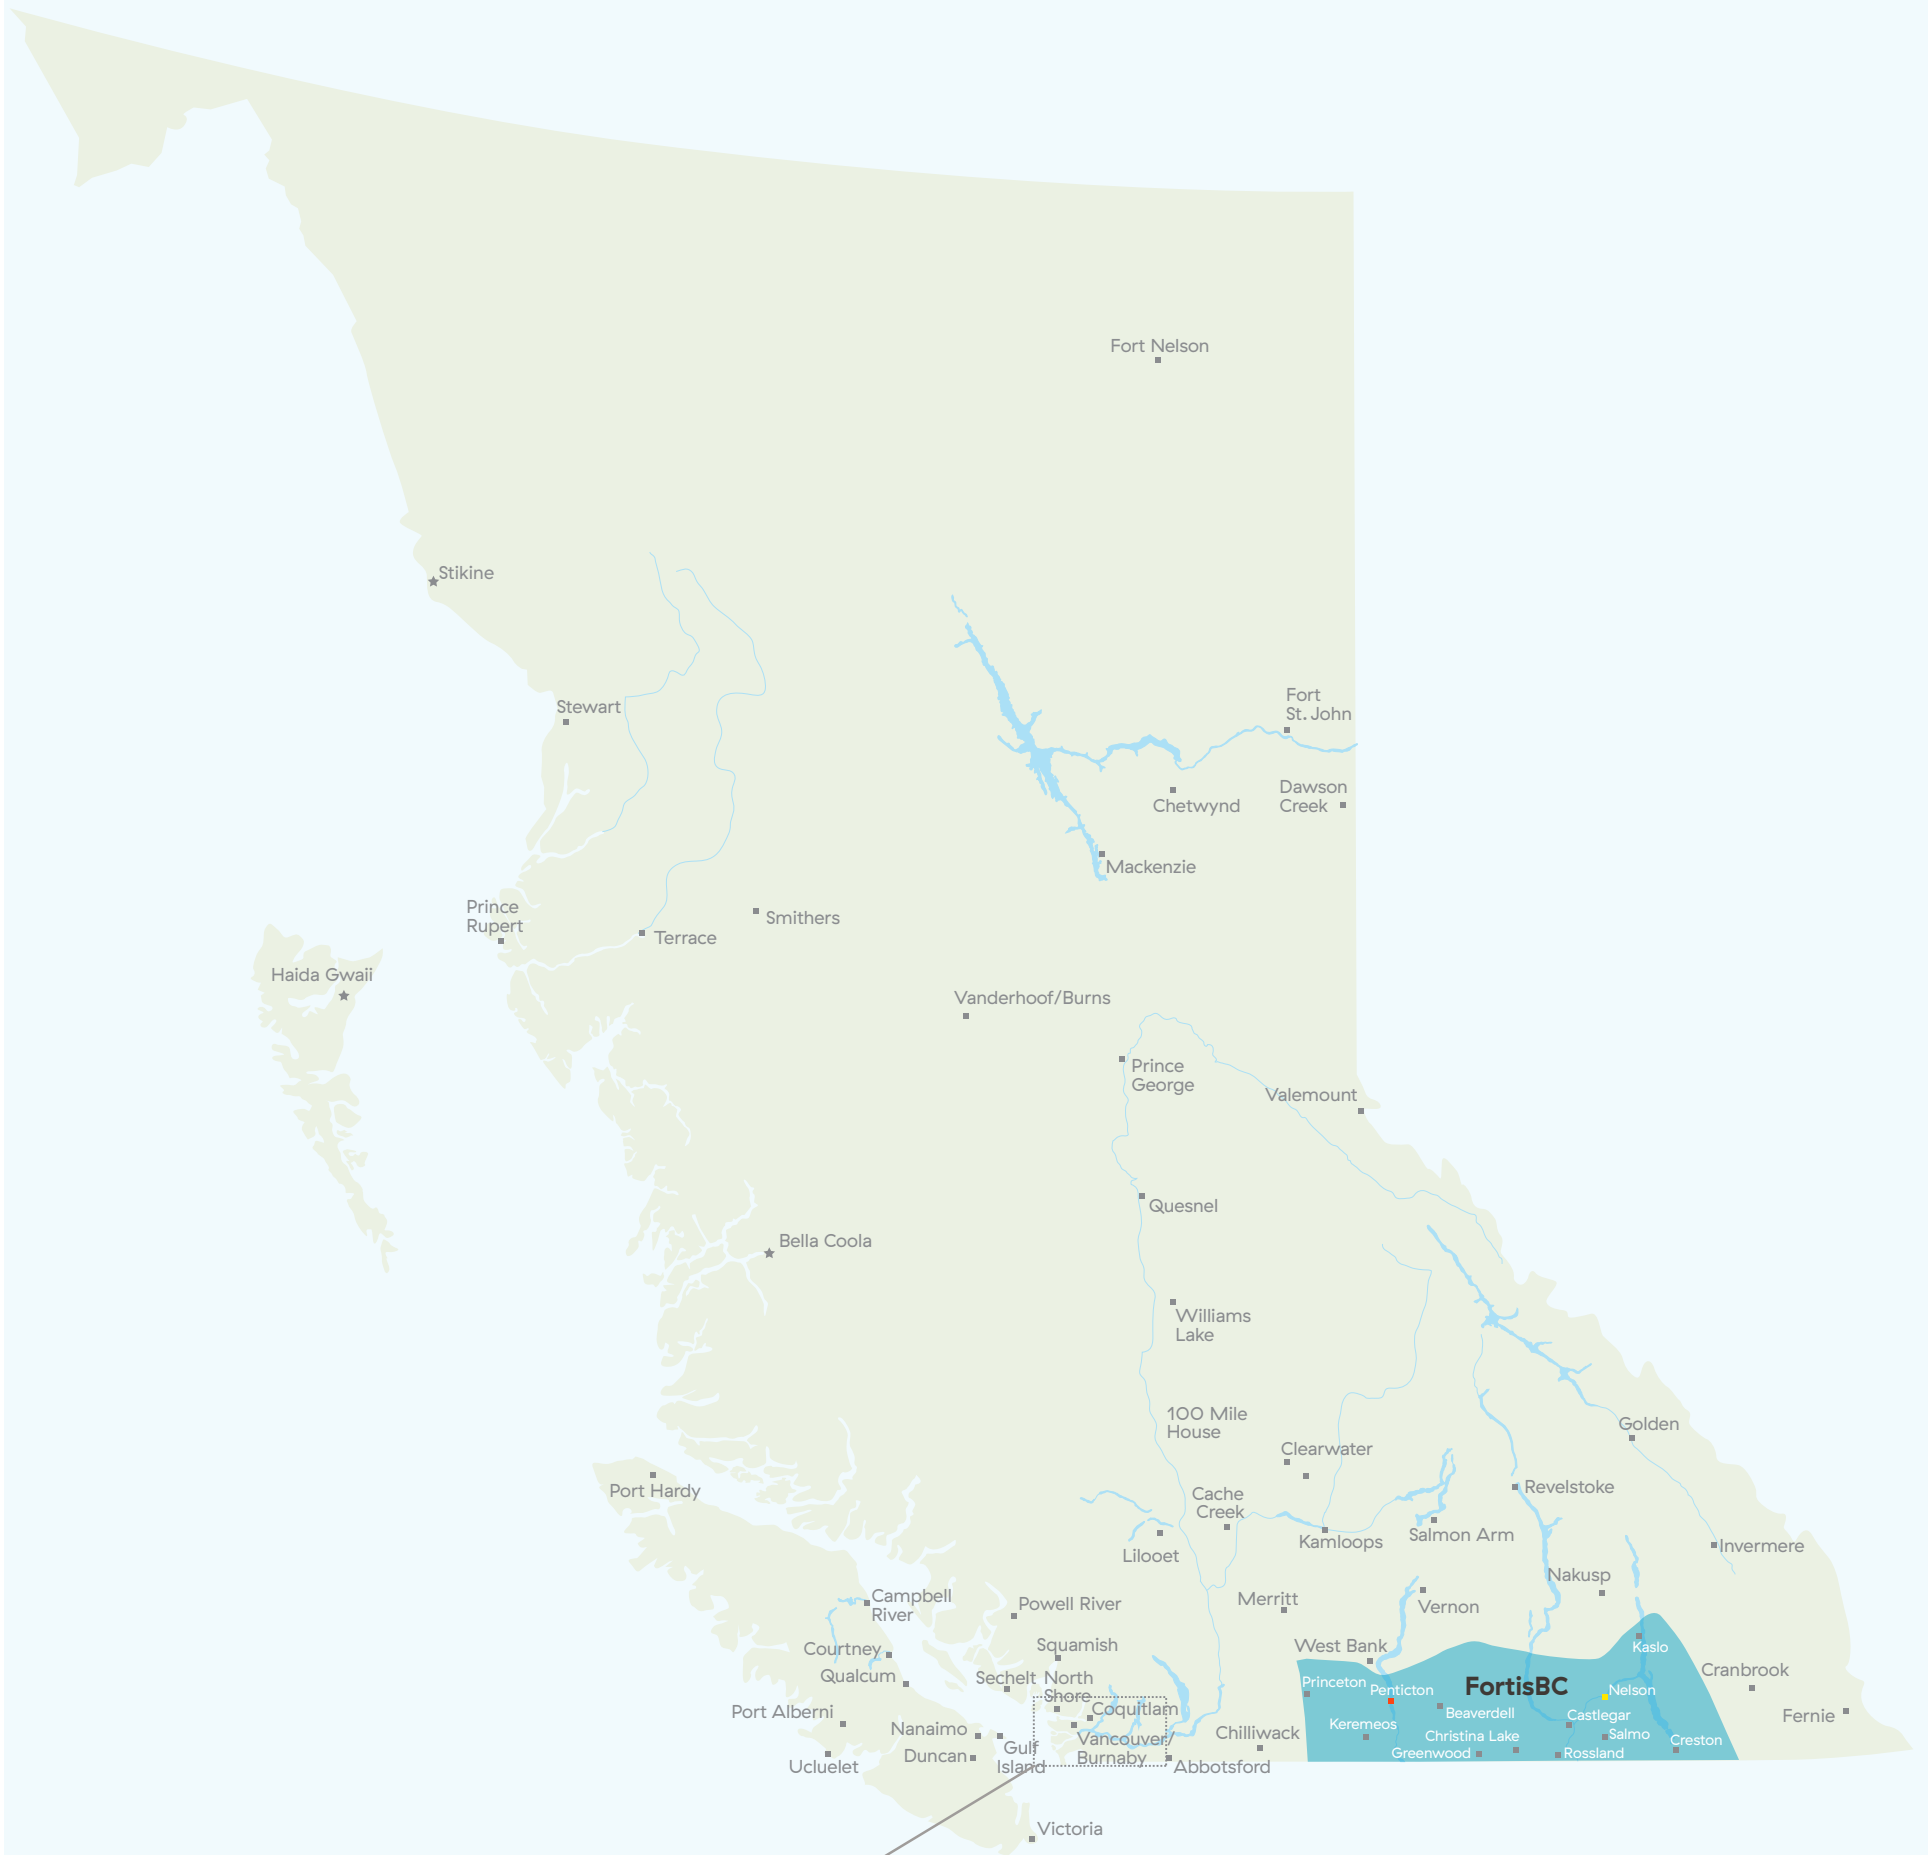 Fort Nelson
Stikine
Fort
St. John
Stewart
Dawson
Creek
Chetwynd
Mackenzie
Prince
Rupert
Smithers
Terrace
Haida Gwaii
Vanderhoof/Burns
Prince
George
Valemount
Quesnel
Bella Coola
Williams
Lake
100 Mile
House
Golden
Clearwater
Port Hardy
Cache
Creek
Revelstoke
Salmon Arm
Kamloops
Lilooet
Invermere
Nakusp
Campbell
River
Merritt
Powell River
Vernon
Squamish
West Bank
Courtney
Kaslo
Qualcum
Sechelt
North
Shore
Cranbrook
Princeton
Penticton
FortisBC
Nelson
Port Alberni
Coquitlam
Beaverdell
Castlegar
Fernie
Keremeos
Nanaimo
Chilliwack
Christina Lake
Salmo
Creston
Vancouver/
Burnaby
Gulf
Island
Duncan
Greenwood
Rossland
Ucluelet
Abbotsford
Victoria